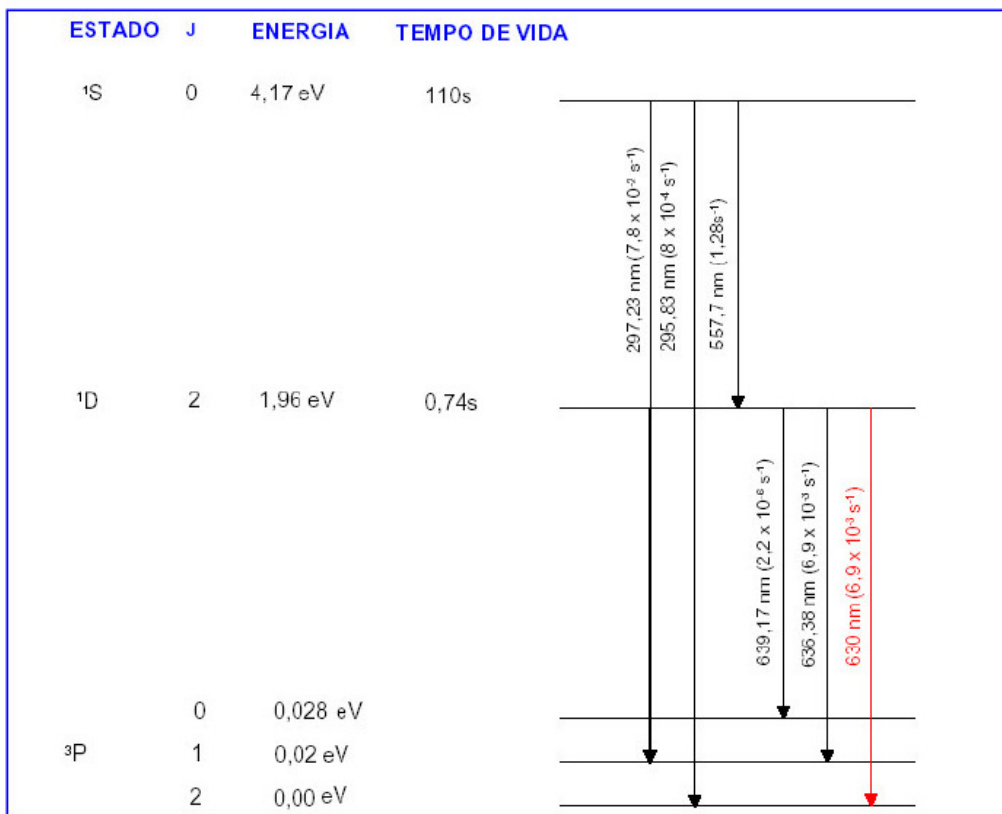 ESTADO J ENERGIA TEMPO DE VIDA
¹S 0 4,17 eV 110s
297,23 nm (7,8 x 10⁻² s⁻¹)
295,83 nm (8 x 10⁻⁴ s⁻¹)
557,7 nm (1,28s⁻¹)
¹D 2 1,96 eV 0,74s
639,17 nm (2,2 x 10⁻⁶ s⁻¹)
636,38 nm (6,9 x 10⁻³ s⁻¹)
630 nm (6,9 x 10⁻³ s⁻¹)
0 0,028 eV
³P 1 0,02 eV
2 0,00 eV